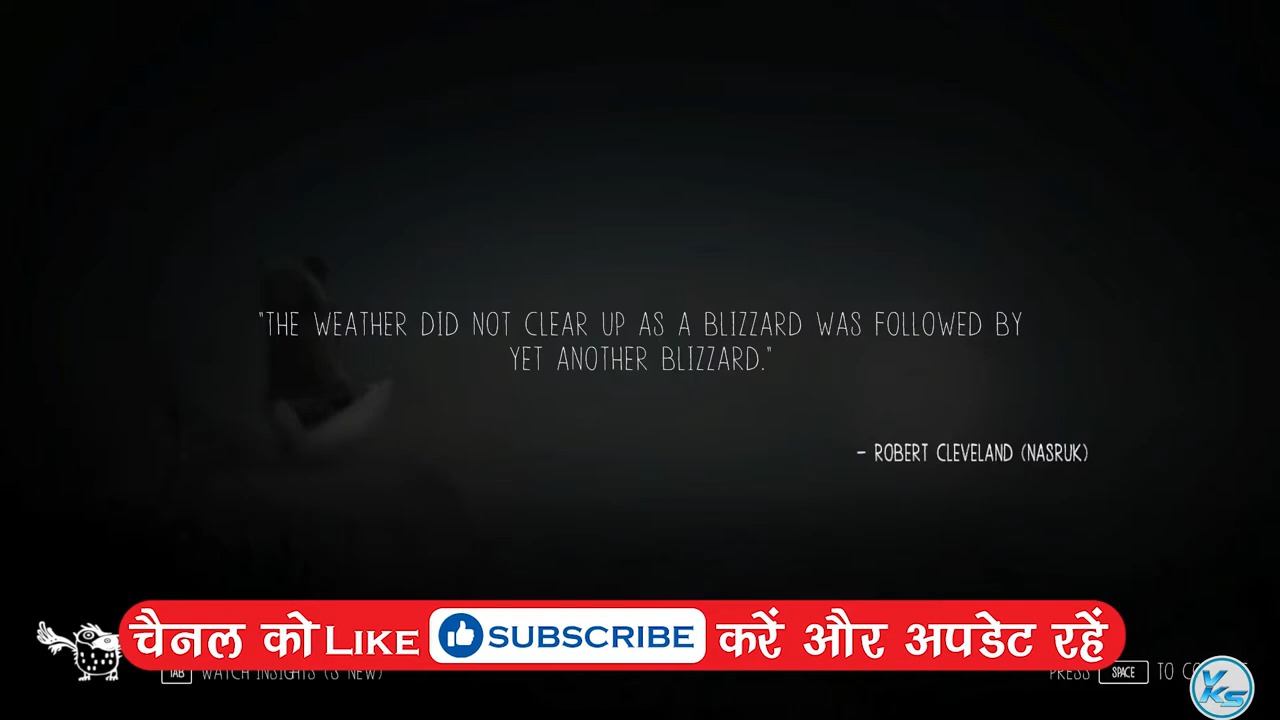 "THE WEATHER DID NOT CLEAR UP AS A BLIZZARD WAS FOLLOWED BY
YET ANOTHER BLIZZARD."
- ROBERT CLEVELAND (NASRUK)
चैनल को LIKE SUBSCRIBE करें और अपडेट रहें
TAB WATCH INSIGHTS (3 NEW)
PRESS SPACE TO
YKS